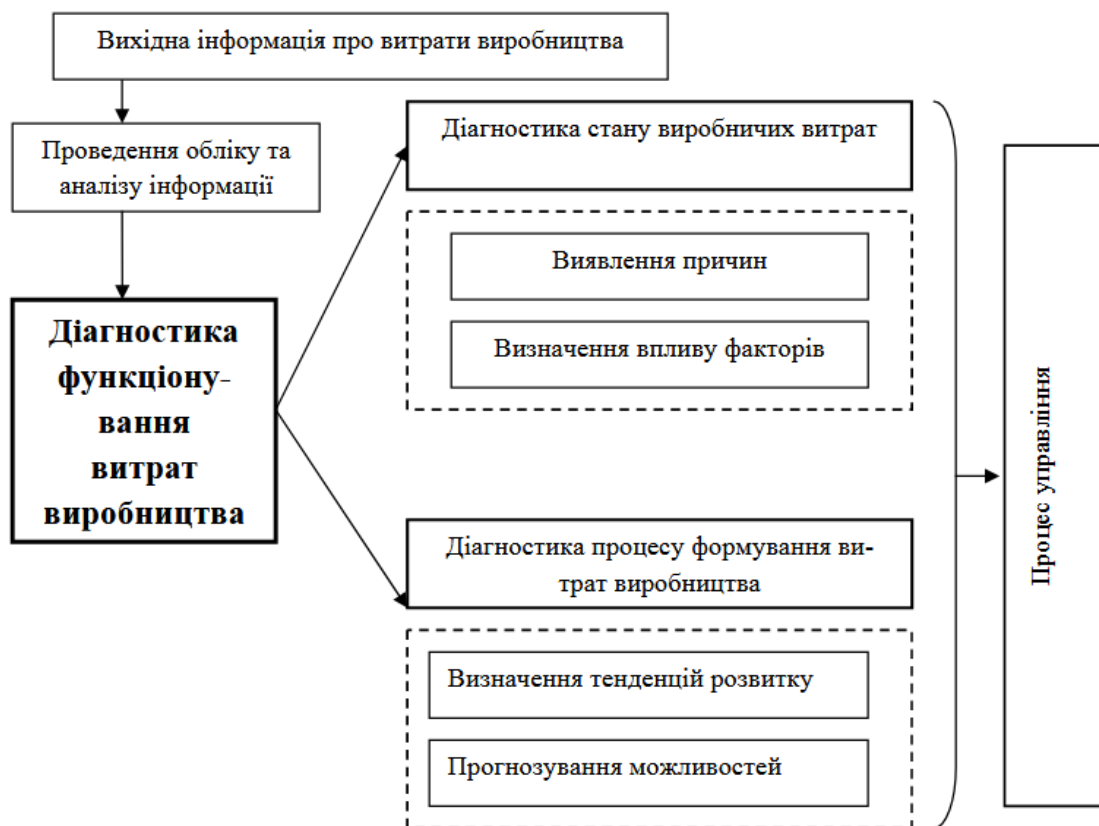 Вихідна інформація про витрати виробництва
Проведення обліку та
аналізу інформації
Діагностика
функціону-
вання
витрат
виробництва
Діагностика стану виробничих витрат
Виявлення причин
Визначення впливу факторів
Діагностика процесу формування ви-
трат виробництва
Визначення тенденцій розвитку
Прогнозування можливостей
Процес управління